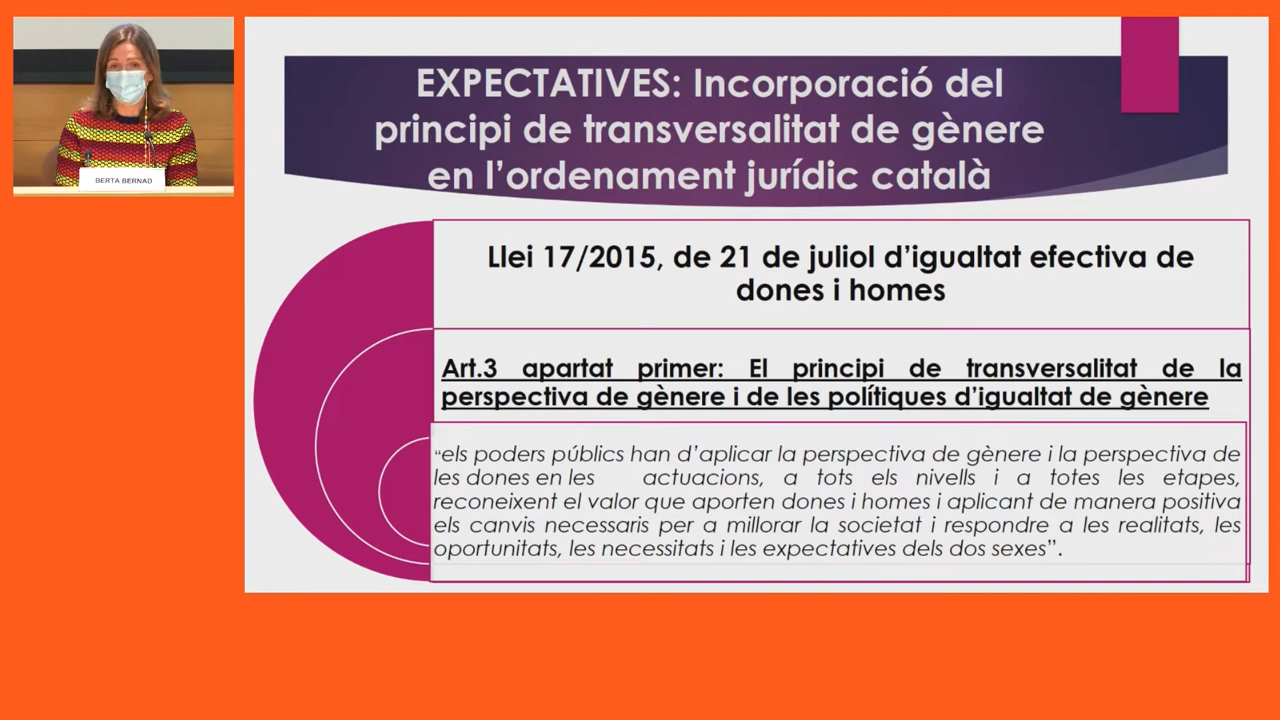 BERTA BERNAD
EXPECTATIVES: Incorporació del
principi de transversalitat de gènere
en l’ordenament jurídic català
Llei 17/2015, de 21 de juliol d’igualtat efectiva de
dones i homes
Art.3 apartat primer: El principi de transversalitat de la
perspectiva de gènere i de les polítiques d’igualtat de gènere
“els poders públics han d’aplicar la perspectiva de gènere i la perspectiva de
les dones en les actuacions, a tots els nivells i a totes les etapes,
reconeixent el valor que aporten dones i homes i aplicant de manera positiva
els canvis necessaris per a millorar la societat i respondre a les realitats, les
oportunitats, les necessitats i les expectatives dels dos sexes”.